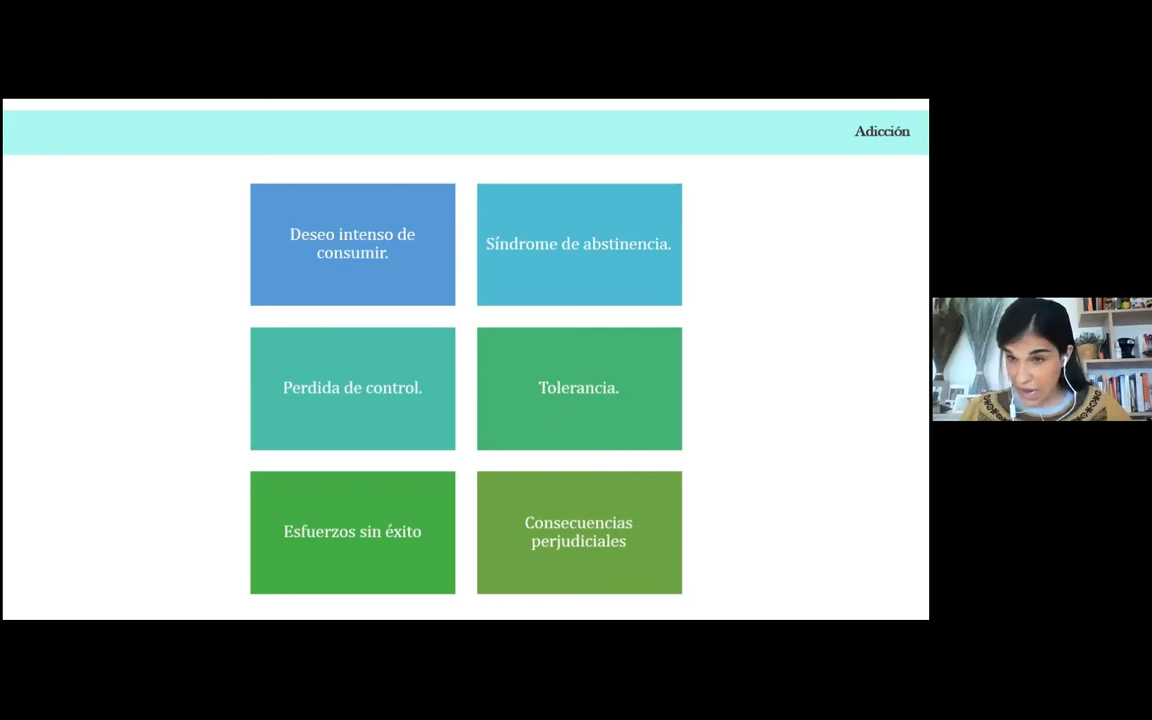 Adicción
Deseo intenso de
consumir.
Síndrome de abstinencia.
Perdida de control.
Tolerancia.
Esfuerzos sin éxito
Consecuencias
perjudiciales